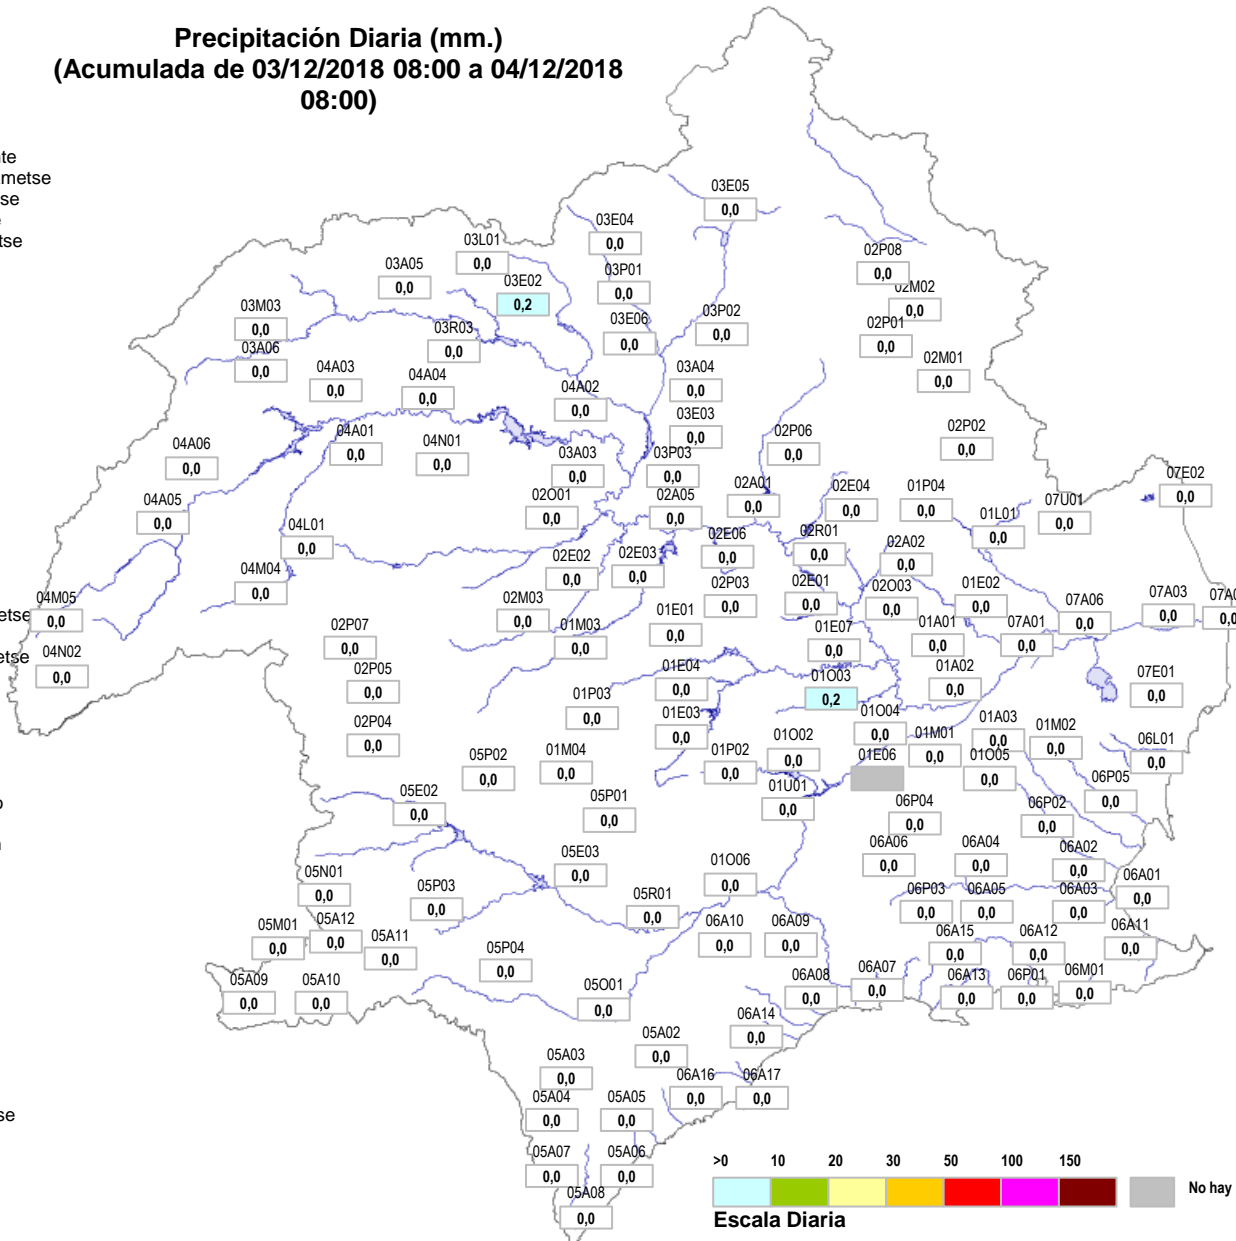 Precipitación Diaria (mm.)
(Acumulada de 03/12/2018 08:00 a 04/12/2018
08:00)
03E05
0,0
03E04
0,0
03L01
0,0
03P01
0,0
02P08
0,0
03A05
0,0
03E02
0,2
02M02
0,0
03M03
0,0
03R03
0,0
03E06
0,0
03P02
0,0
02P01
0,0
03A06
0,0
04A03
0,0
04A04
0,0
04A02
0,0
03A04
0,0
02M01
0,0
03E03
0,0
04A06
0,0
04A01
0,0
04N01
0,0
03A03
0,0
03P03
0,0
02P06
0,0
02P02
0,0
04A05
0,0
02O01
0,0
02A05
0,0
02A01
0,0
02E04
0,0
01P04
0,0
07U01
0,0
07E02
0,0
04L01
0,0
01L01
0,0
02E02
0,0
02E03
0,0
02E06
0,0
02R01
0,0
02A02
0,0
04M04
0,0
04M05
0,0
02M03
0,0
02P03
0,0
02E01
0,0
02O03
0,0
01E02
0,0
07A06
0,0
07A03
0,0
0,0
02P07
0,0
01M03
0,0
01E01
0,0
01E07
0,0
01A01
0,0
07A01
0,0
04N02
0,0
02P05
0,0
01E04
0,0
01O03
0,2
01A02
0,0
07E01
0,0
02P04
0,0
01P03
0,0
01E03
0,0
01O04
0,0
01M01
0,0
01A03
0,0
01M02
0,0
06L01
0,0
05P02
0,0
01M04
0,0
01P02
0,0
01O02
0,0
01E06
01O05
0,0
05E02
0,0
05P01
0,0
01U01
0,0
06P04
0,0
06P02
0,0
06P05
0,0
05E03
0,0
01O06
0,0
06A06
0,0
06A04
0,0
06A02
0,0
05N01
0,0
05P03
0,0
05R01
0,0
06P03
0,0
06A05
0,0
06A03
0,0
06A01
0,0
05M01
0,0
05A12
0,0
05A11
0,0
05P04
0,0
06A10
0,0
06A09
0,0
06A15
0,0
06A12
0,0
06A11
0,0
05A09
0,0
05A10
0,0
05O01
0,0
06A08
0,0
06A07
0,0
06A13
0,0
06P01
0,0
06M01
0,0
05A03
0,0
05A02
0,0
06A14
0,0
05A04
0,0
05A05
0,0
06A16
0,0
06A17
0,0
05A07
0,0
05A06
0,0
05A08
0,0
>0 10 20 30 50 100 150
No hay
Escala Diaria